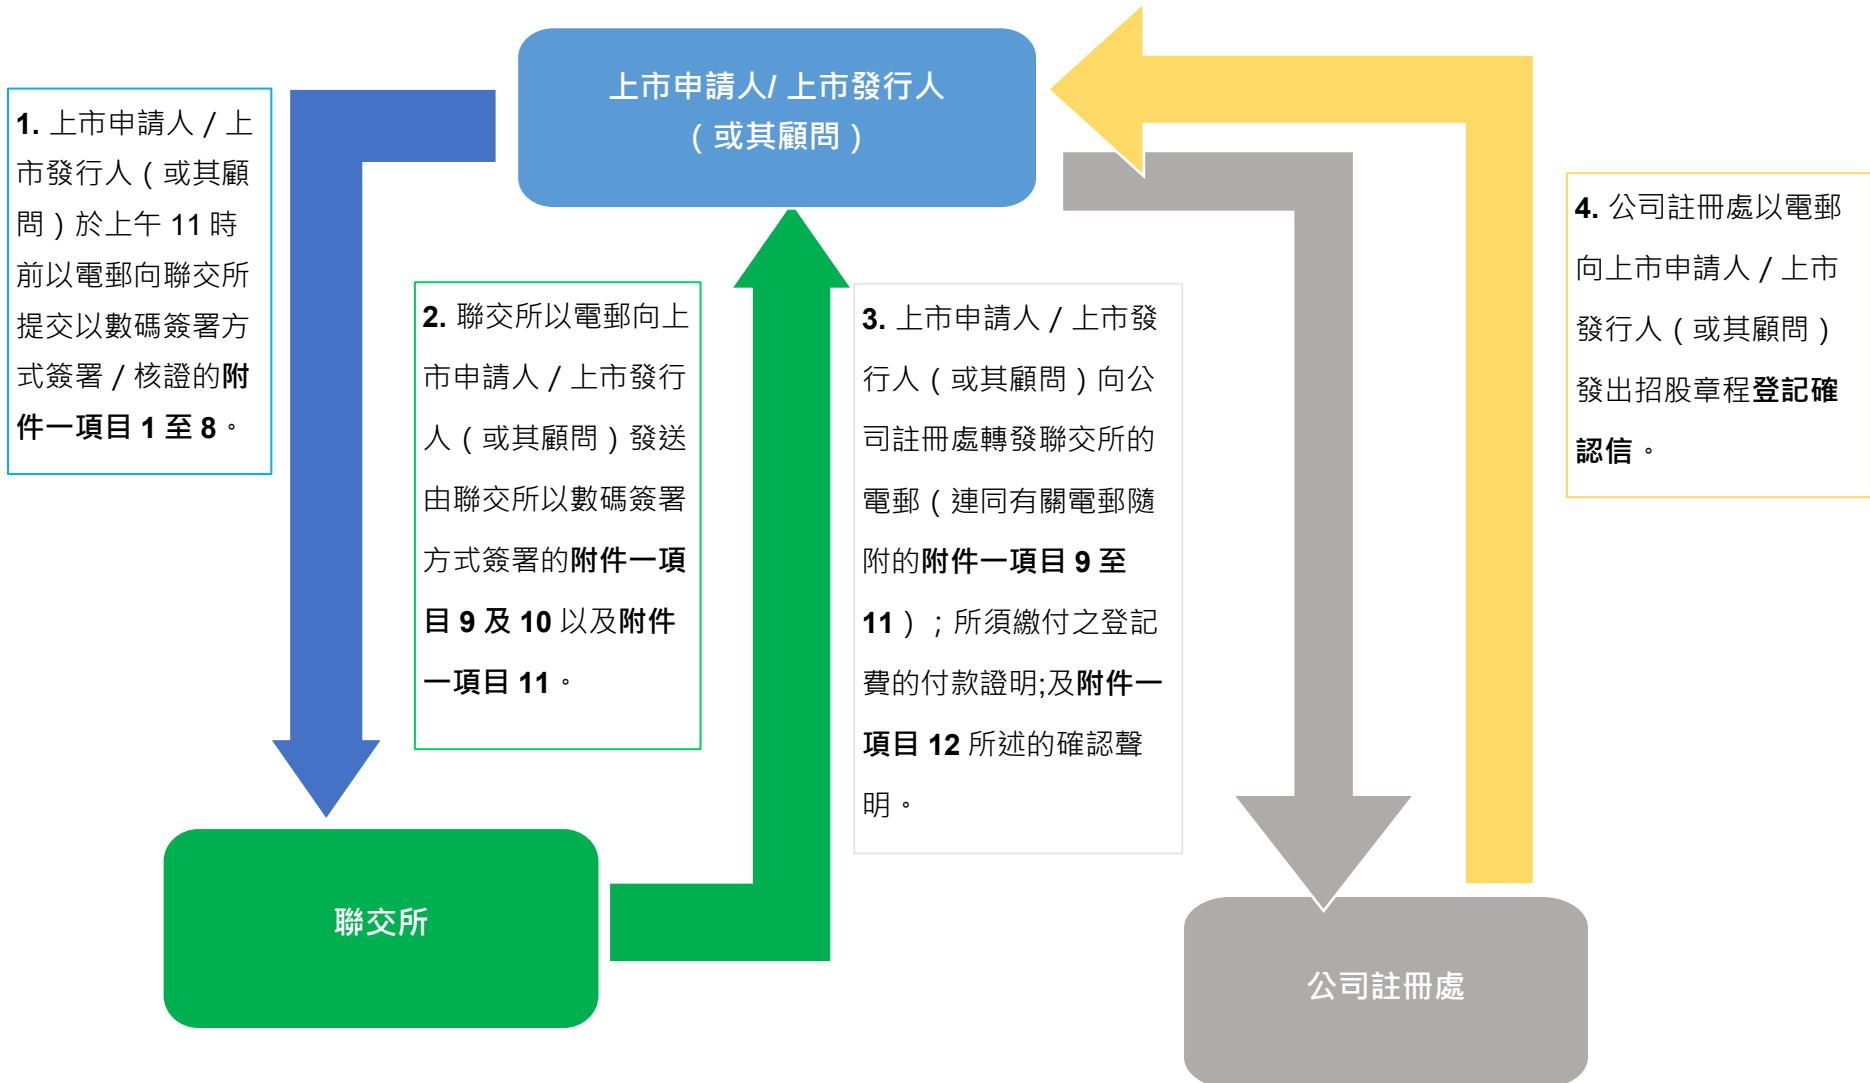 上市申請人/ 上市發行人
（或其顧問）
1. 上市申請人 / 上
市發行人（或其顧
問）於上午 11 時
前以電郵向聯交所
提交以數碼簽署方
式簽署 / 核證的附
件一項目 1 至 8。
2. 聯交所以電郵向上
市申請人 / 上市發行
人（或其顧問）發送
由聯交所以數碼簽署
方式簽署的附件一項
目 9 及 10 以及附件
一項目 11。
3. 上市申請人 / 上市發
行人（或其顧問）向公
司註冊處轉發聯交所的
電郵（連同有關電郵隨
附的附件一項目 9 至
11）；所須繳付之登記
費的付款證明;及附件一
項目 12 所述的確認聲
明。
4. 公司註冊處以電郵
向上市申請人 / 上市
發行人（或其顧問）
發出招股章程登記確
認信。
聯交所
公司註冊處